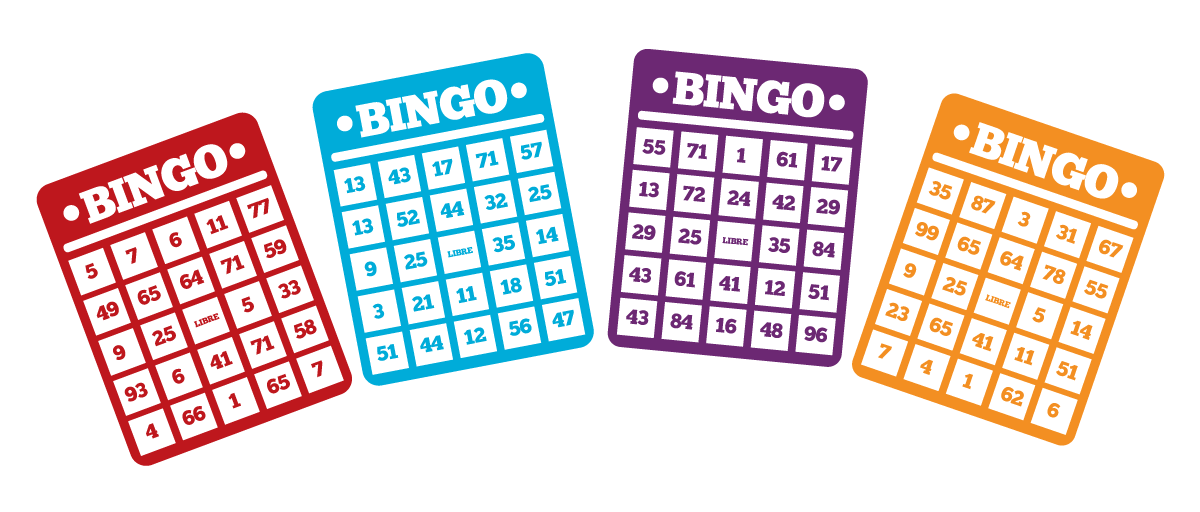 BINGO
5 7 6 11 77
49 65 64 71 59
9 25 LIBRE 5 33
93 6 41 71 58
4 66 1 65 7
BINGO
13 43 17 71 57
13 52 44 32 25
9 25 LIBRE 35 14
3 21 11 18 51
51 44 12 56 47
BINGO
55 71 1 61 17
13 72 24 42 29
29 25 LIBRE 35 84
43 61 41 12 51
43 84 16 48 96
BINGO
35 87 3 31 67
99 65 64 78 55
9 25 LIBRE 5 14
23 65 41 11 51
7 4 1 62 6